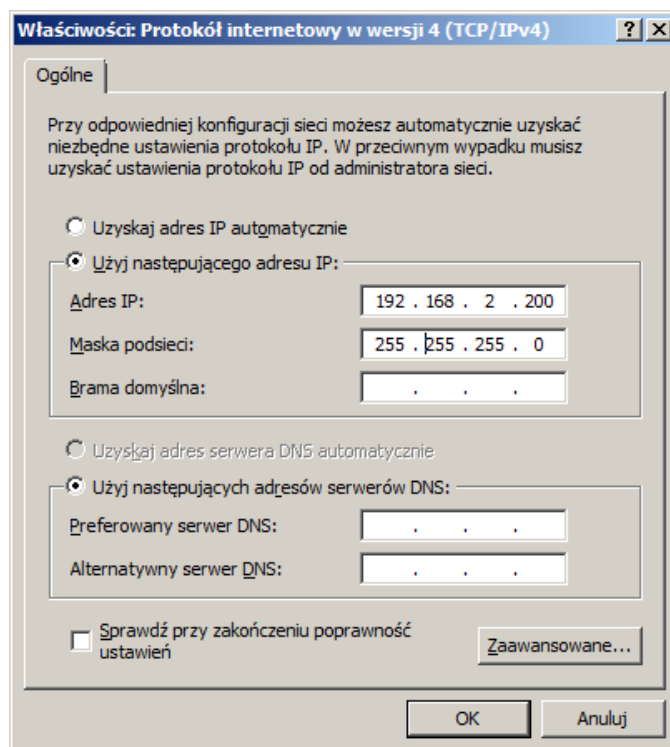 Właściwości: Protokół internetowy w wersji 4 (TCP/IPv4)
Ogólne
Przy odpowiedniej konfiguracji sieci możesz automatycznie uzyskać
niezbędne ustawienia protokołu IP. W przeciwnym wypadku musisz
uzyskać ustawienia protokołu IP od administratora sieci.
Uzyskaj adres IP automatycznie
Użyj następującego adresu IP:
Adres IP: 192 . 168 . 2 . 200
Maska podsieci: 255 . 255 . 255 . 0
Brama domyślna: . . .
Uzyskaj adres serwera DNS automatycznie
Użyj następujących adresów serwerów DNS:
Preferowany serwer DNS: . . .
Alternatywny serwer DNS: . . .
Sprawdź przy zakończeniu poprawność
ustawień
Zaawansowane...
OK Anuluj